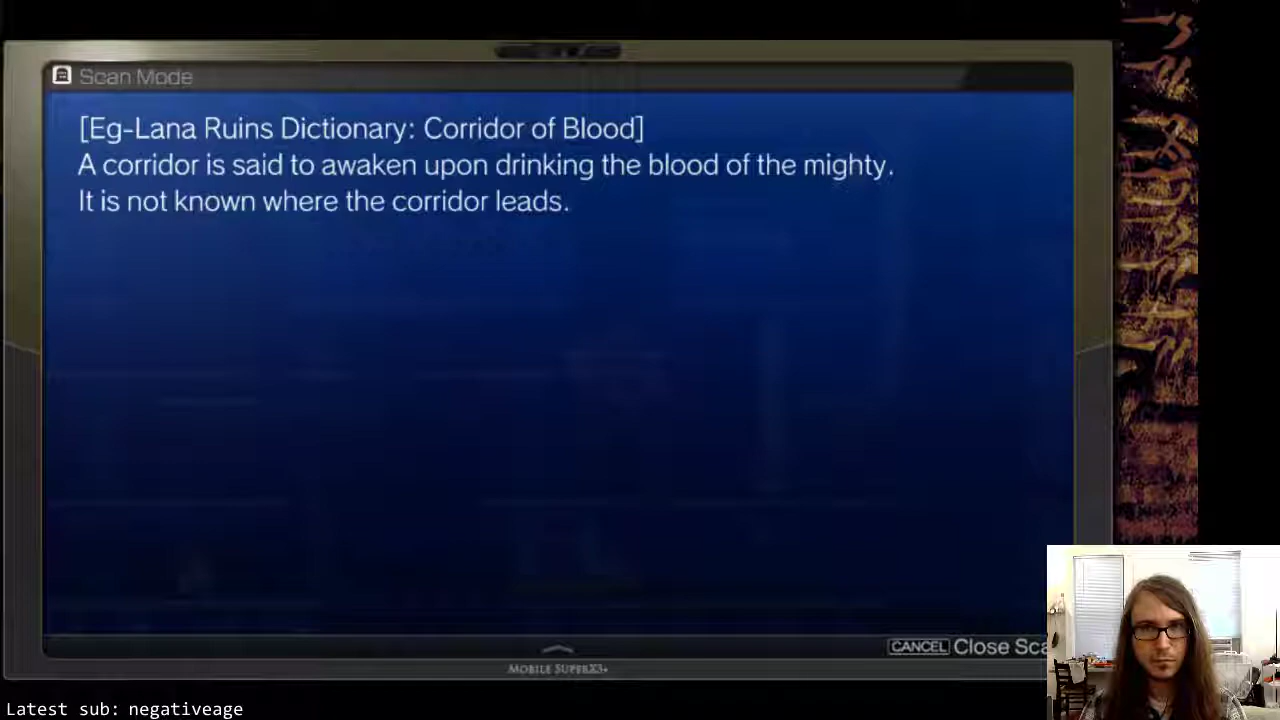 Scan Mode
[Eg-Lana Ruins Dictionary: Corridor of Blood]
A corridor is said to awaken upon drinking the blood of the mighty.
It is not known where the corridor leads.
CANCEL Close Sca
MOBILE SUPERX3+
Latest sub: negativeage